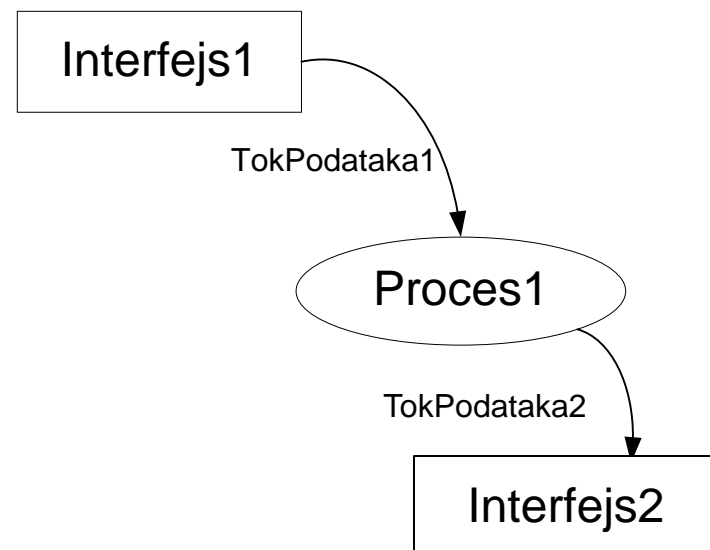 Interfejs1
TokPodataka1
Proces1
TokPodataka2
Interfejs2